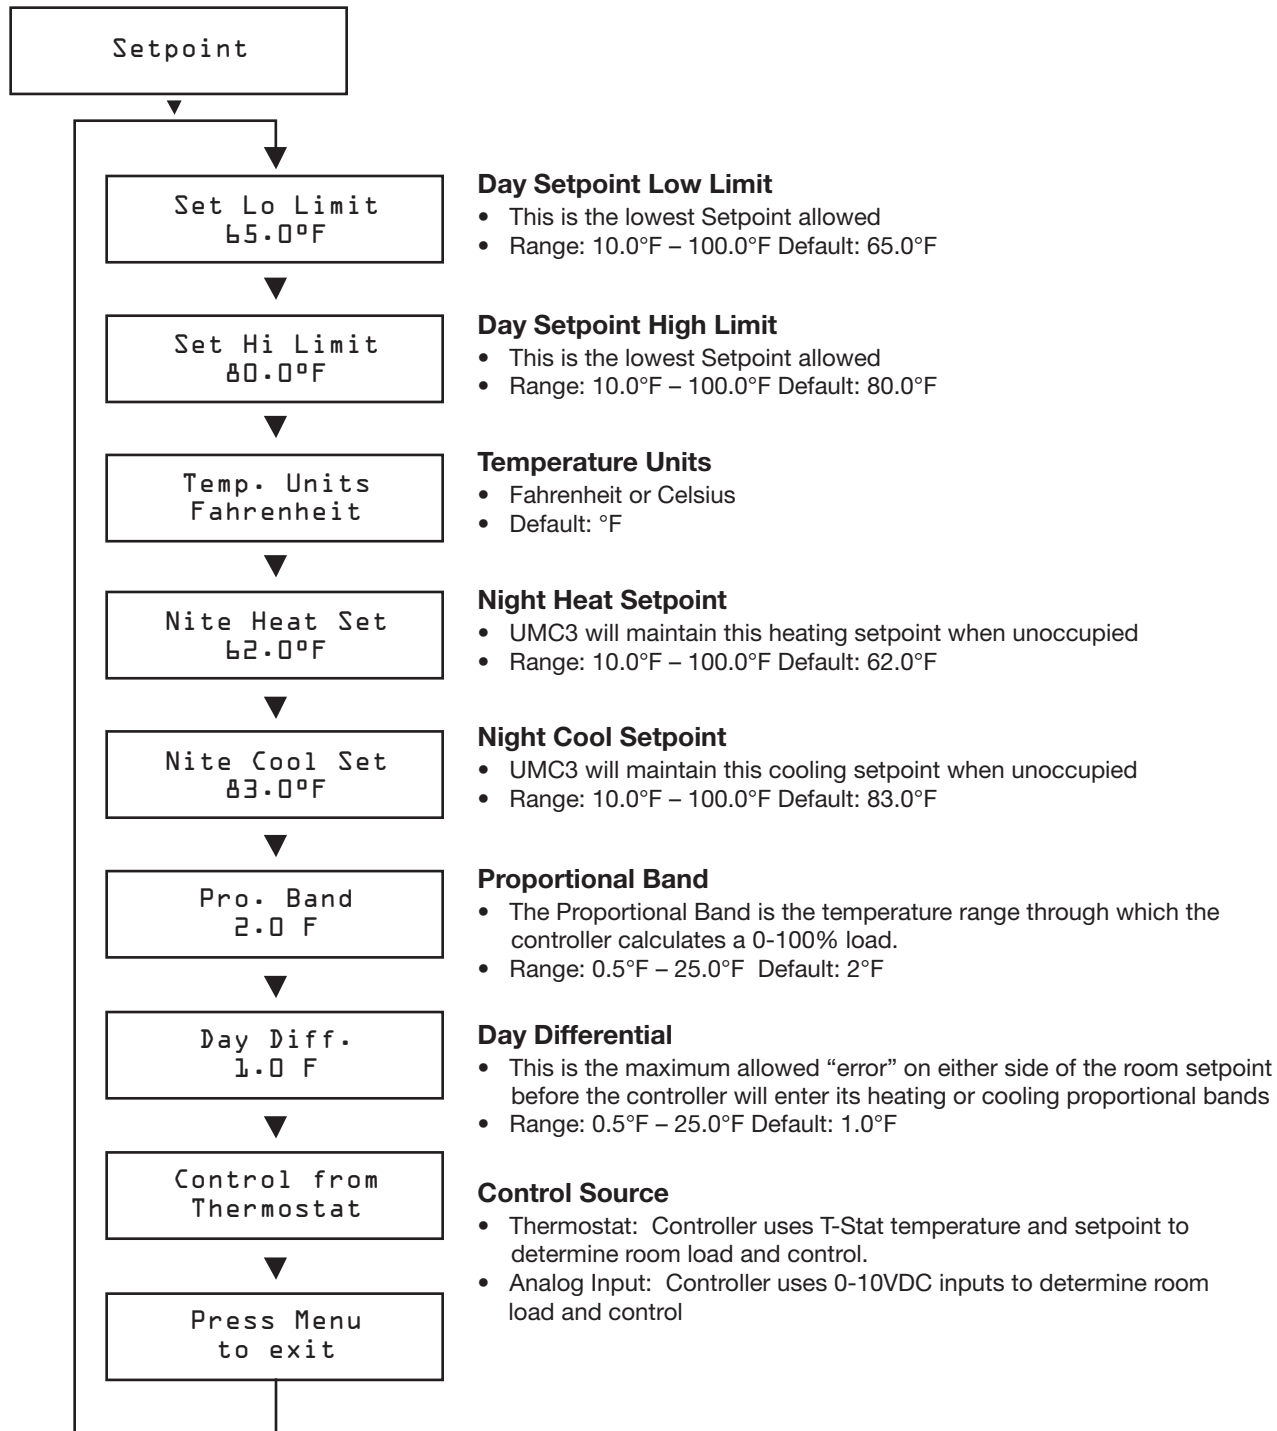 Setpoint
Set Lo Limit
65.0°F
Day Setpoint Low Limit
• This is the lowest Setpoint allowed
• Range: 10.0°F – 100.0°F Default: 65.0°F
Set Hi Limit
80.0°F
Day Setpoint High Limit
• This is the lowest Setpoint allowed
• Range: 10.0°F – 100.0°F Default: 80.0°F
Temp. Units
Fahrenheit
Temperature Units
• Fahrenheit or Celsius
• Default: °F
Nite Heat Set
62.0°F
Night Heat Setpoint
• UMC3 will maintain this heating setpoint when unoccupied
• Range: 10.0°F – 100.0°F Default: 62.0°F
Nite Cool Set
83.0°F
Night Cool Setpoint
• UMC3 will maintain this cooling setpoint when unoccupied
• Range: 10.0°F – 100.0°F Default: 83.0°F
Pro. Band
2.0 F
Proportional Band
• The Proportional Band is the temperature range through which the
controller calculates a 0-100% load.
• Range: 0.5°F – 25.0°F Default: 2°F
Day Diff.
1.0 F
Day Differential
• This is the maximum allowed “error” on either side of the room setpoint
before the controller will enter its heating or cooling proportional bands
• Range: 0.5°F – 25.0°F Default: 1.0°F
Control from
Thermostat
Control Source
• Thermostat: Controller uses T-Stat temperature and setpoint to
determine room load and control.
• Analog Input: Controller uses 0-10VDC inputs to determine room
load and control
Press Menu
to exit